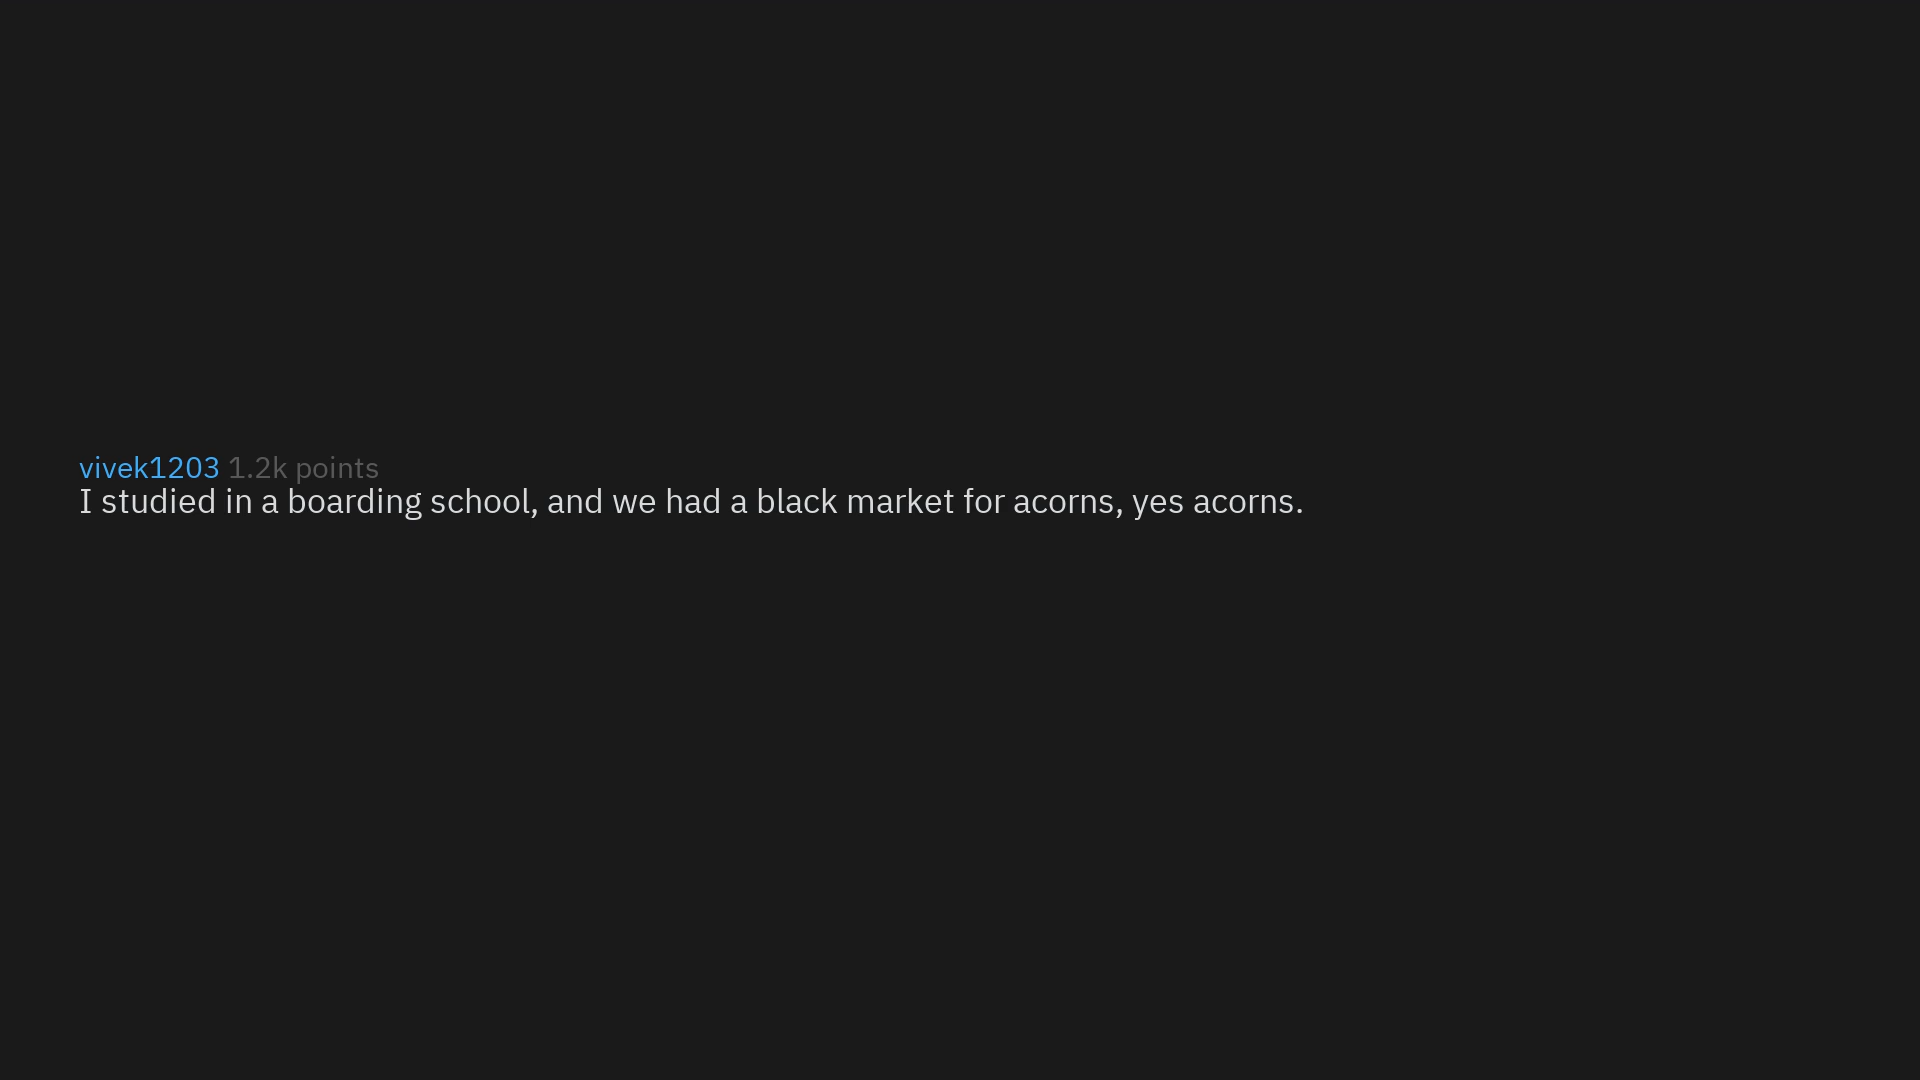 vivek1203 1.2k points
I studied in a boarding school, and we had a black market for acorns, yes acorns.